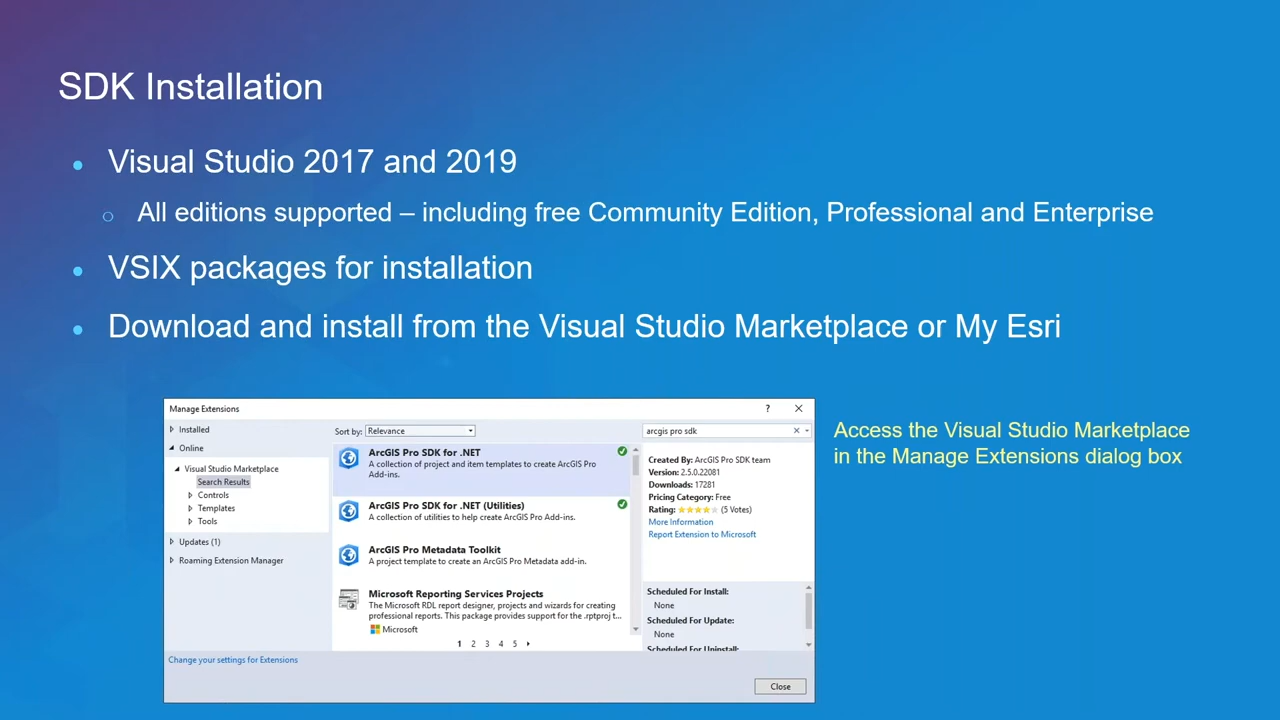 SDK Installation
Visual Studio 2017 and 2019
All editions supported – including free Community Edition, Professional and Enterprise
VSIX packages for installation
Download and install from the Visual Studio Marketplace or My Esri
Manage Extensions
Installed
Online
Visual Studio Marketplace
Search Results
Controls
Templates
Tools
Updates (1)
Roaming Extension Manager
Change your settings for Extensions
Sort by: Relevance
ArcGIS Pro SDK for .NET
A collection of project and item templates to create ArcGIS Pro
Add-ins.
ArcGIS Pro SDK for .NET (Utilities)
A collection of utilities to help create ArcGIS Pro Add-ins.
ArcGIS Pro Metadata Toolkit
A project template to create an ArcGIS Pro Metadata add-in.
Microsoft Reporting Services Projects
The Microsoft RDL report designer, projects and wizards for creating
professional reports. This package provides support for the .rptproj t...
Microsoft
1 2 3 4 5
arcgis pro sdk
Created By: ArcGIS Pro SDK team
Version: 2.5.0.22081
Downloads: 17281
Pricing Category: Free
Rating: (5 Votes)
More Information
Report Extension to Microsoft
Scheduled For Install:
None
Scheduled For Update:
None
Scheduled For Uninstall:
Close
Access the Visual Studio Marketplace
in the Manage Extensions dialog box